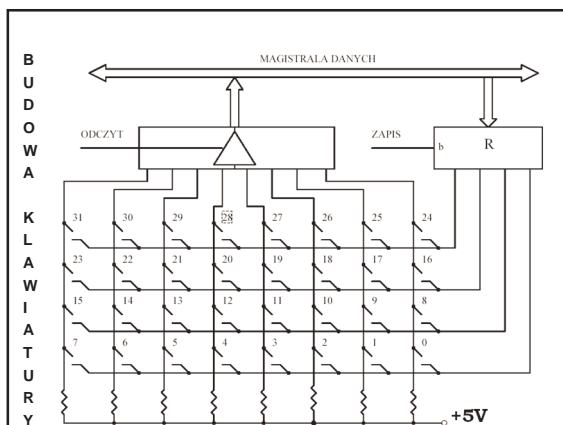 BUDOWA KLAWIATURY
MAGISTRALA DANYCH
ODCZYT
ZAPIS
b
R
31 30 29 28 27 26 25 24
23 22 21 20 19 18 17 16
15 14 13 12 11 10 9 8
7 6 5 4 3 2 1 0
+5V